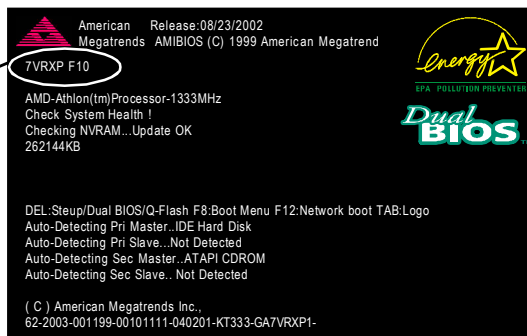 American Release:08/23/2002
Megatrends AMIBIOS (C) 1999 American Megatrend
7VRXP F10
energy
EPA POLLUTION PREVENTER
AMD-Athlon(tm)Processor-1333MHz
Check System Health !
Checking NVRAM...Update OK
262144KB
Dual
BIOS TM
DEL:Steup/Dual BIOS/Q-Flash F8:Boot Menu F12:Network boot TAB:Logo
Auto-Detecting Pri Master..IDE Hard Disk
Auto-Detecting Pri Slave...Not Detected
Auto-Detecting Sec Master..ATAPI CDROM
Auto-Detecting Sec Slave.. Not Detected
( C ) American Megatrends Inc.,
62-2003-001199-00101111-040201-KT333-GA7VRXP1-